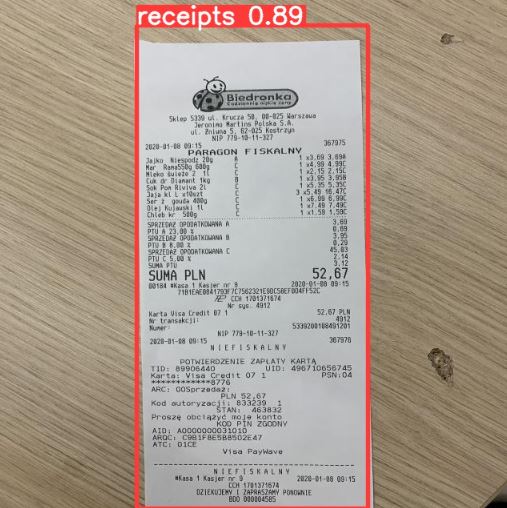 receipts 0.89
Biedronka
Codziennie niskie ceny
Sklep 5339 ul. Krucza 50, 00-025 Warszawa
Jeronimo Martins Polska S.A.
ul. Żniwna 5, 62-025 Kostrzyn
NIP 779-10-11-327
2020-01-08 09:15 367975
PARAGON FISKALNY
Jajko Niespodz 20g A 1 x3.69 3.69A
Mar Rama550g 600g C 1 x4.99 4.99C
Mleko świeże 2 1l C 1 x2.15 2.15C
Cuk dr Diamant 1kg B 1 x3.95 3.95B
Sok Pom Riviva 2l C 1 x5.35 5.35C
Jaja kl L x10szt C 3 x5.49 16.47C
Ser ż gouda 400g C 1 x6.99 6.99C
Olej Kujawski 1L C 1 x7.49 7.49C
Chleb kr 500g C 1 x1.59 1.59C
SPRZEDAŻ OPODATKOWANA A 3,69
PTU A 23,00 % 0,69
SPRZEDAŻ OPODATKOWANA B 3,95
PTU B 8,00 % 0,29
SPRZEDAŻ OPODATKOWANA C 45,03
PTU C 5,00 % 2,14
SUMA PTU 3,12
SUMA PLN 52,67
00184 #Kasa 1 Kasjer nr 9 2020-01-08 09:15
CCH 1701371674
Nr sys. 4912
Karta Visa Credit 07 1 52,67 PLN
Nr transakcji: 4912
Numer: 5339200108491201
NIP 779-10-11-327
2020-01-08 09:15 367976
NIEFISKALNY
POTWIERDZENIE ZAPŁATY KARTĄ
TID: 89906440 UID: 496710656745
Karta: Visa Credit 07 1 PSN:04
************8776
ARC: 00Sprzedaż:
PLN 52,67
Kod autoryzacji: 833239 1
STAN: 463832
Proszę obciążyć moje konto
KOD PIN ZGODNY
AID: A0000000031010
ARQC: C9B1F8E5B8502E47
ATC: 01CE
Visa PayWave
NIEFISKALNY
#Kasa 1 Kasjer nr 9 2020-01-08 09:15
CCH 1701371674
DZIĘKUJEMY I ZAPRASZAMY PONOWNIE
BDO 000004585